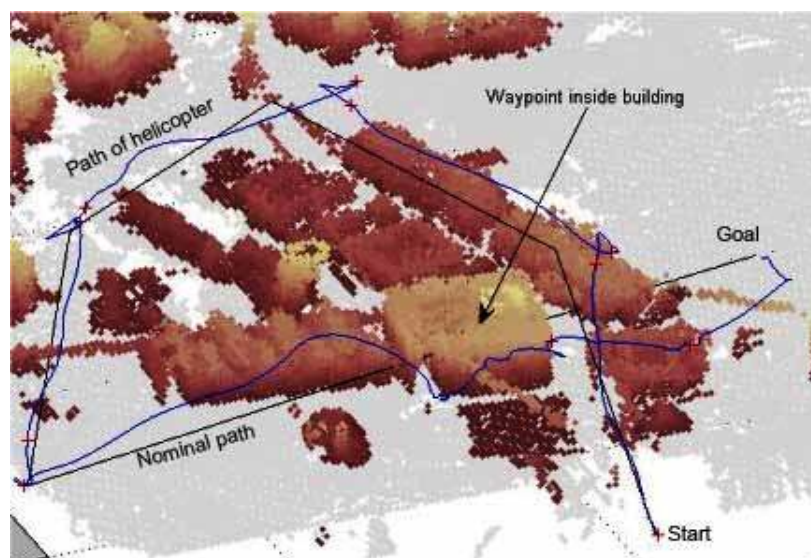 Waypoint inside building
Path of helicopter
Goal
Nominal path
Start